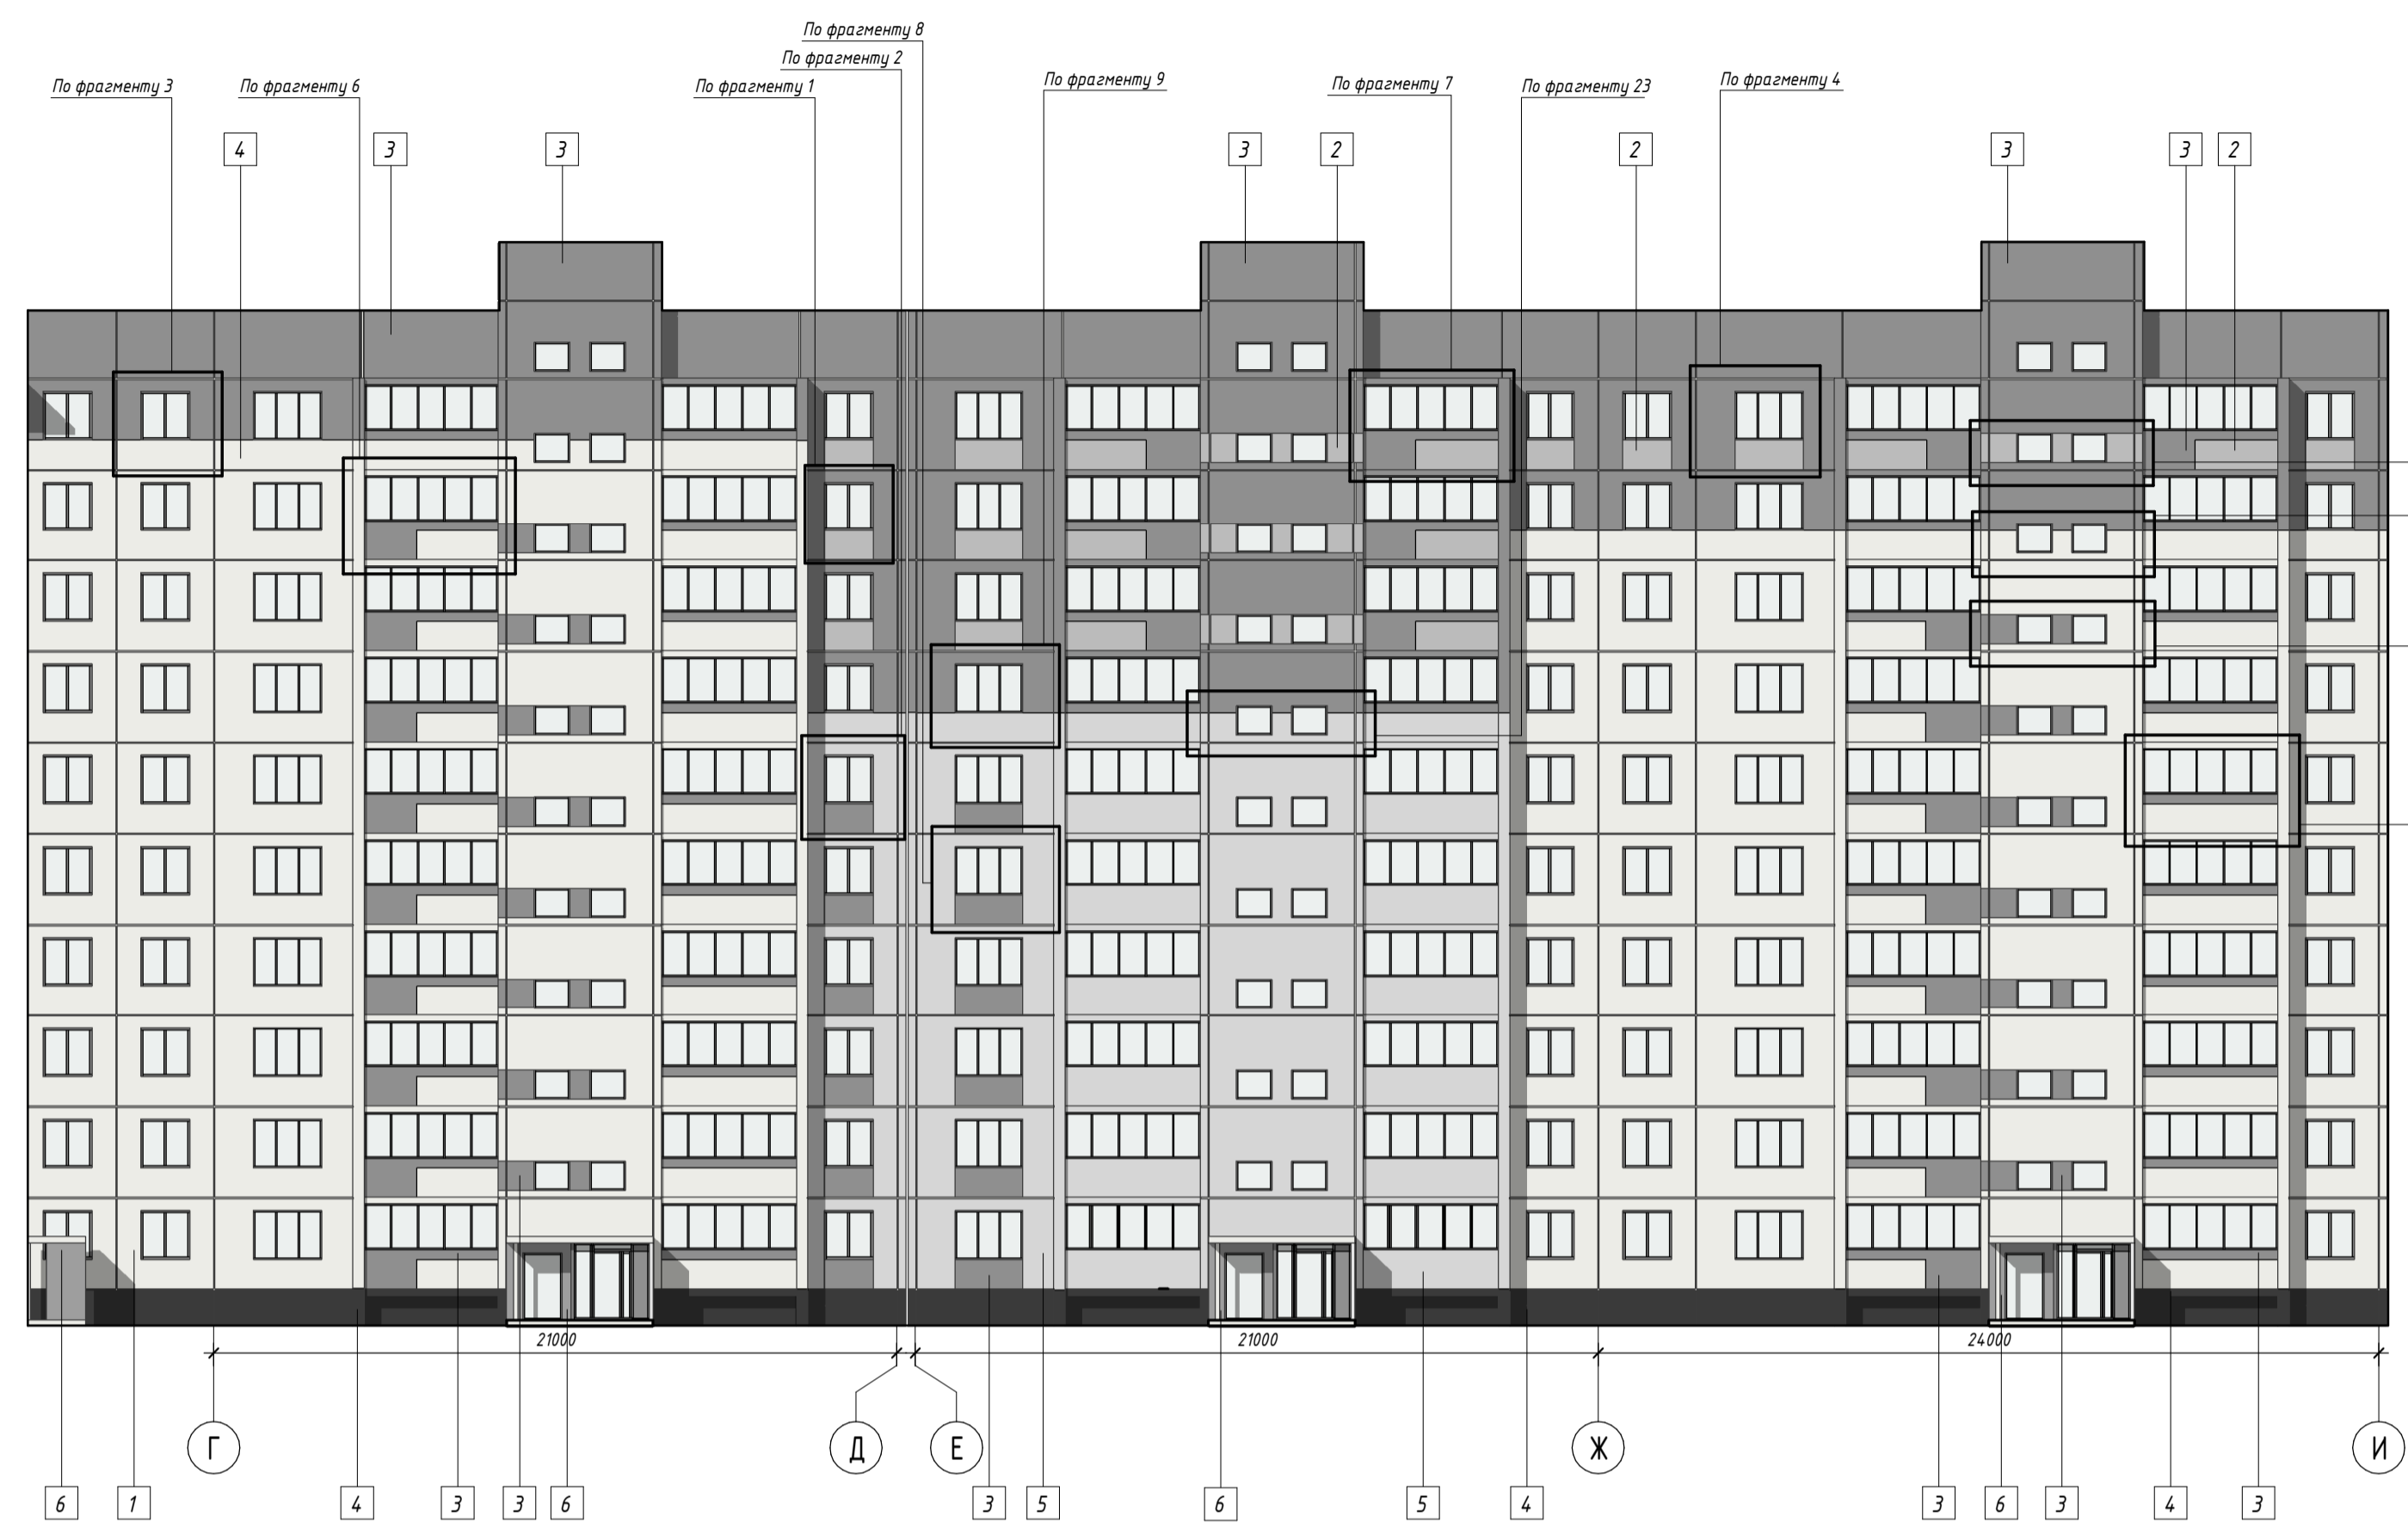 По фрагменту 8
По фрагменту 2
По фрагменту 3
По фрагменту 6
По фрагменту 1
По фрагменту 9
По фрагменту 7
По фрагменту 23
По фрагменту 4
4
3
3
3
2
2
3
3
2
21000
21000
24000
Г
Д
Е
Ж
И
6
1
4
3
3
6
3
5
6
5
4
3
6
3
4
3